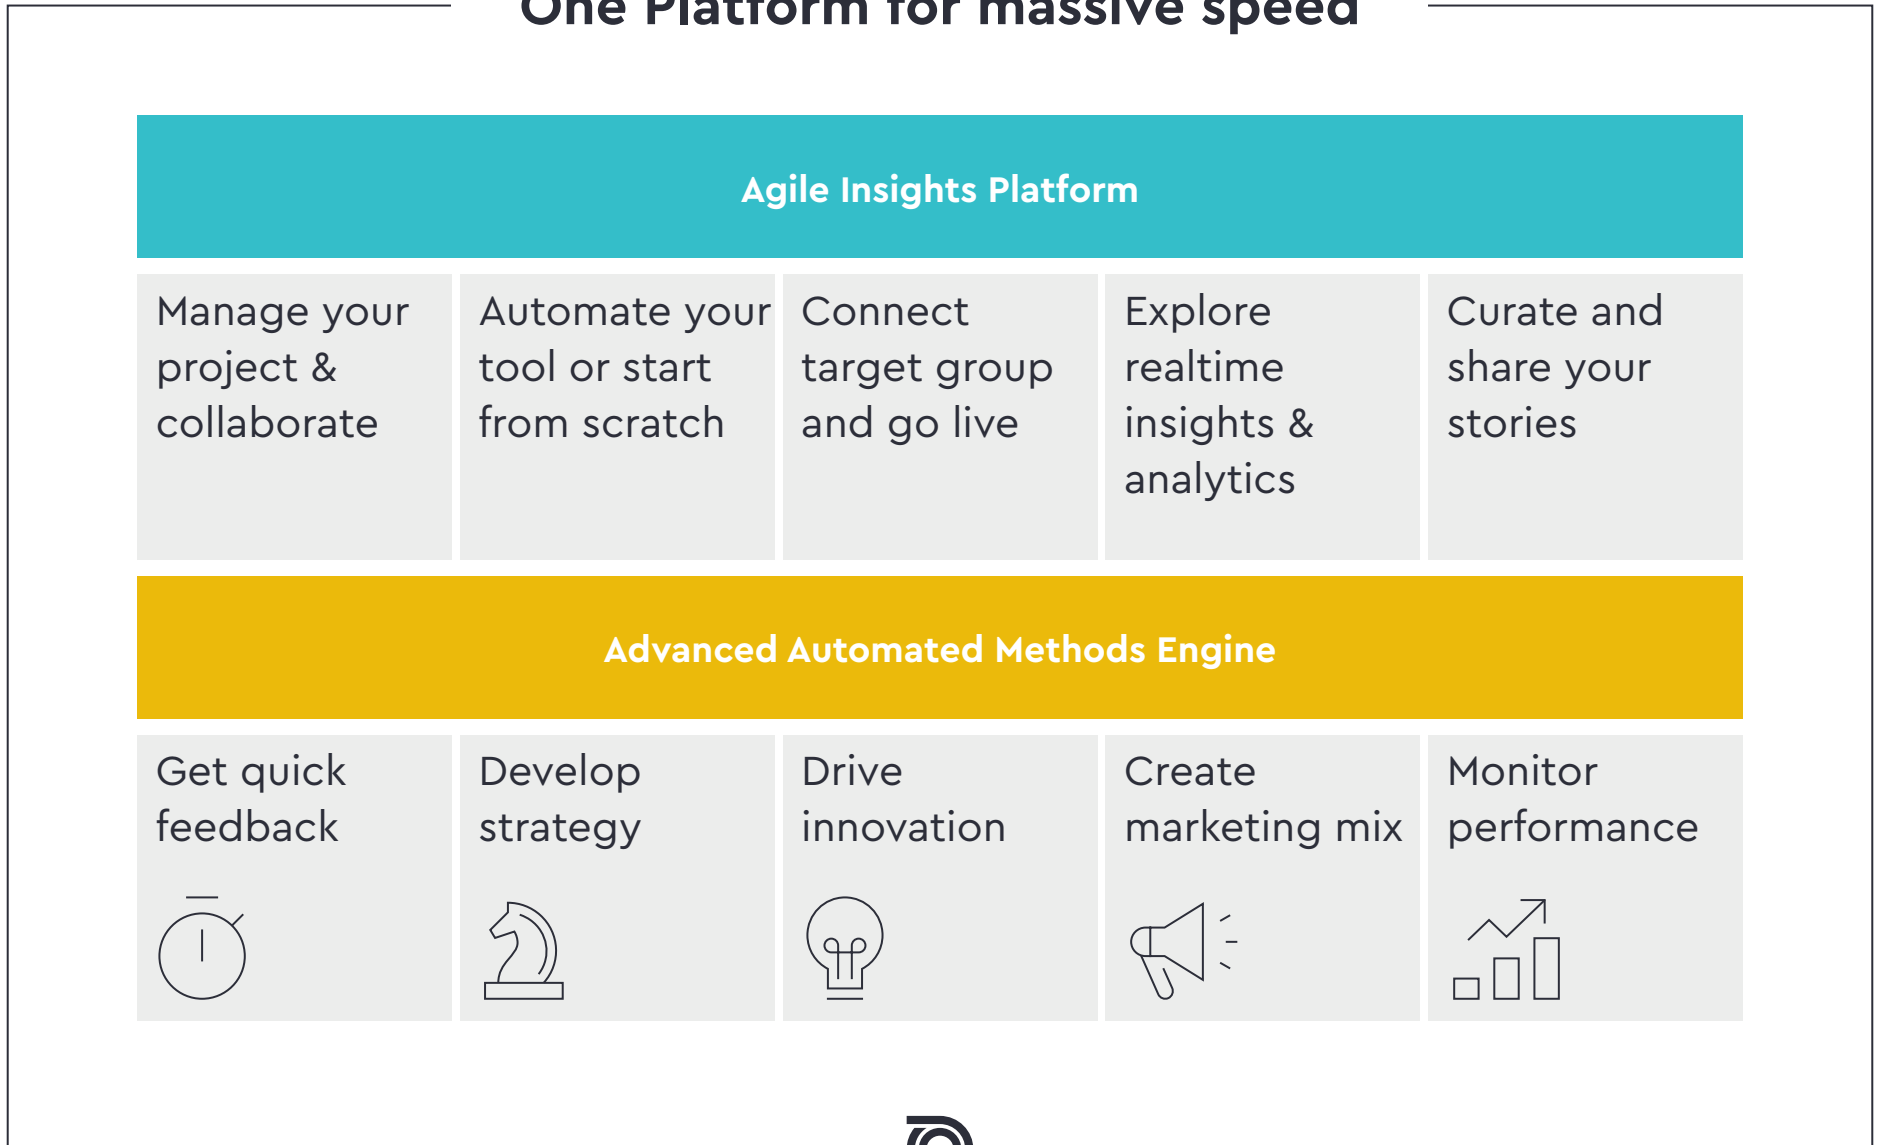 One Platform for massive speed
Agile Insights Platform
Manage your
project &
collaborate
Automate your
tool or start
from scratch
Connect
target group
and go live
Explore
realtime
insights &
analytics
Curate and
share your
stories
Advanced Automated Methods Engine
Get quick
feedback
Develop
strategy
Drive
innovation
Create
marketing mix
Monitor
performance